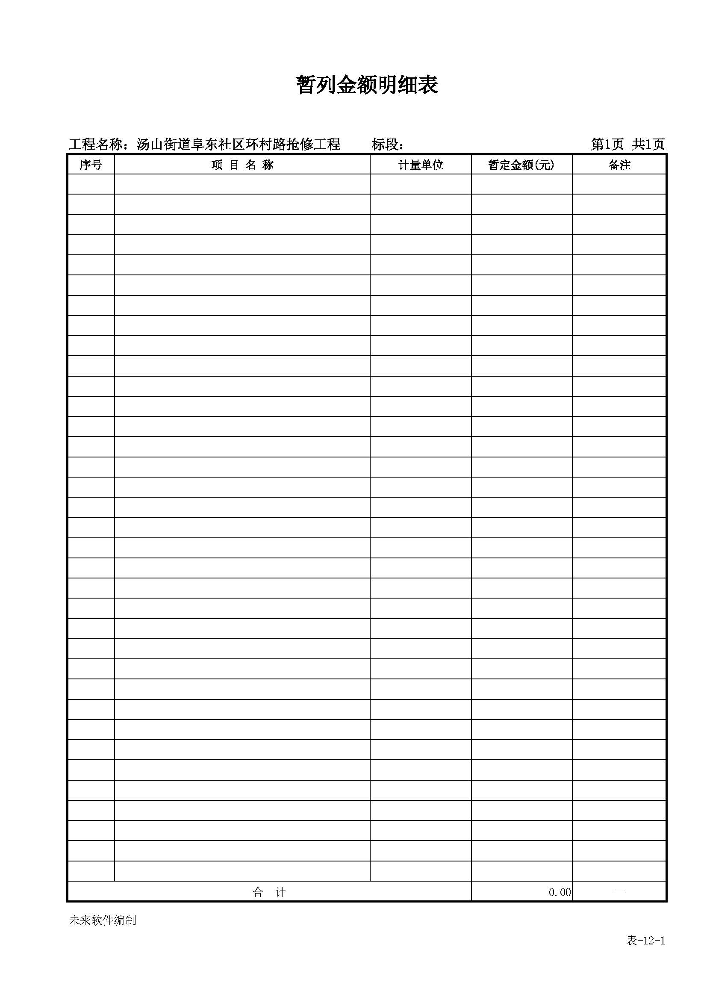 暂列金额明细表
工程名称：汤山街道阜东社区环村路抢修工程 标段： 第1页 共1页
序号 项 目 名 称 计量单位 暂定金额(元) 备注
合 计 0.00 —
未来软件编制
表-12-1